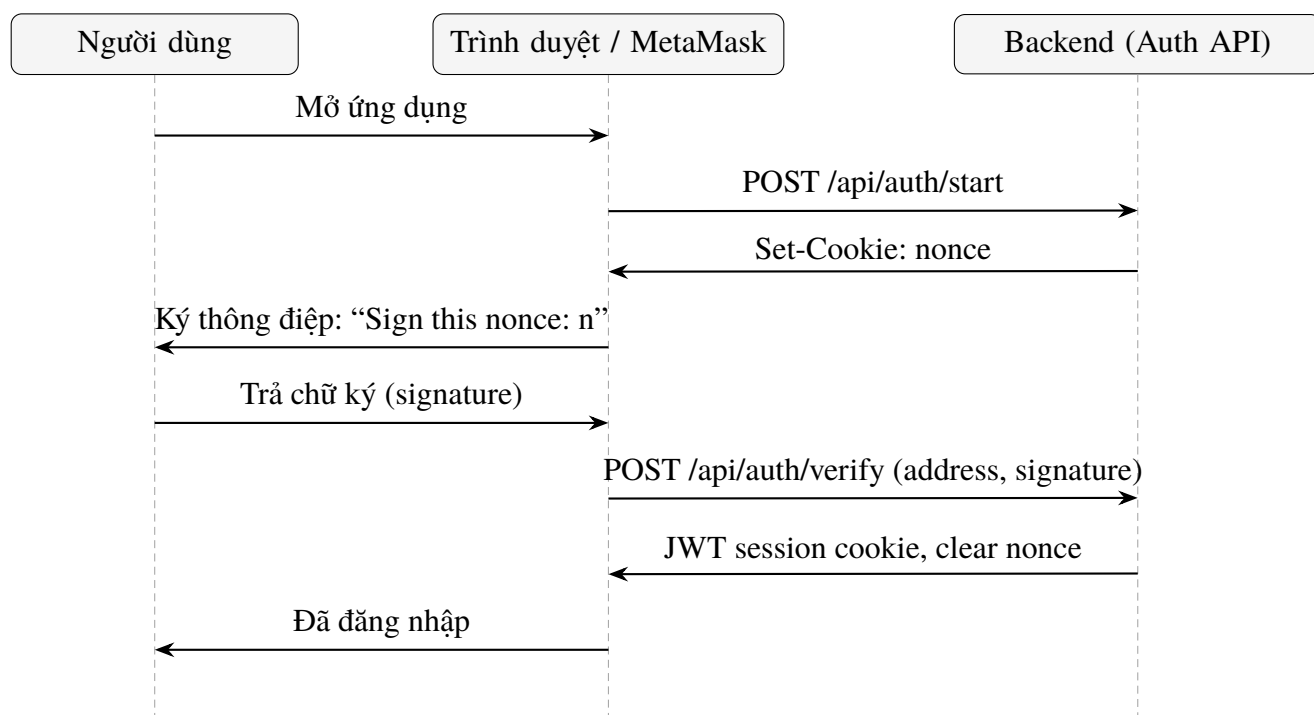 Người dùng
Trình duyệt / MetaMask
Backend (Auth API)
Mở ứng dụng
POST /api/auth/start
Set-Cookie: nonce
Ký thông điệp: “Sign this nonce: n”
Trả chữ ký (signature)
POST /api/auth/verify (address, signature)
JWT session cookie, clear nonce
Đã đăng nhập